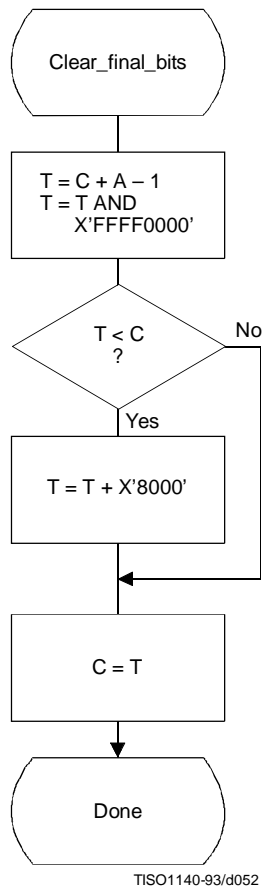 Clear_final_bits
T = C + A – 1
T = T AND
X'FFFF0000'
T < C
?
No
Yes
T = T + X'8000'
C = T
Done
TISO1140-93/d052